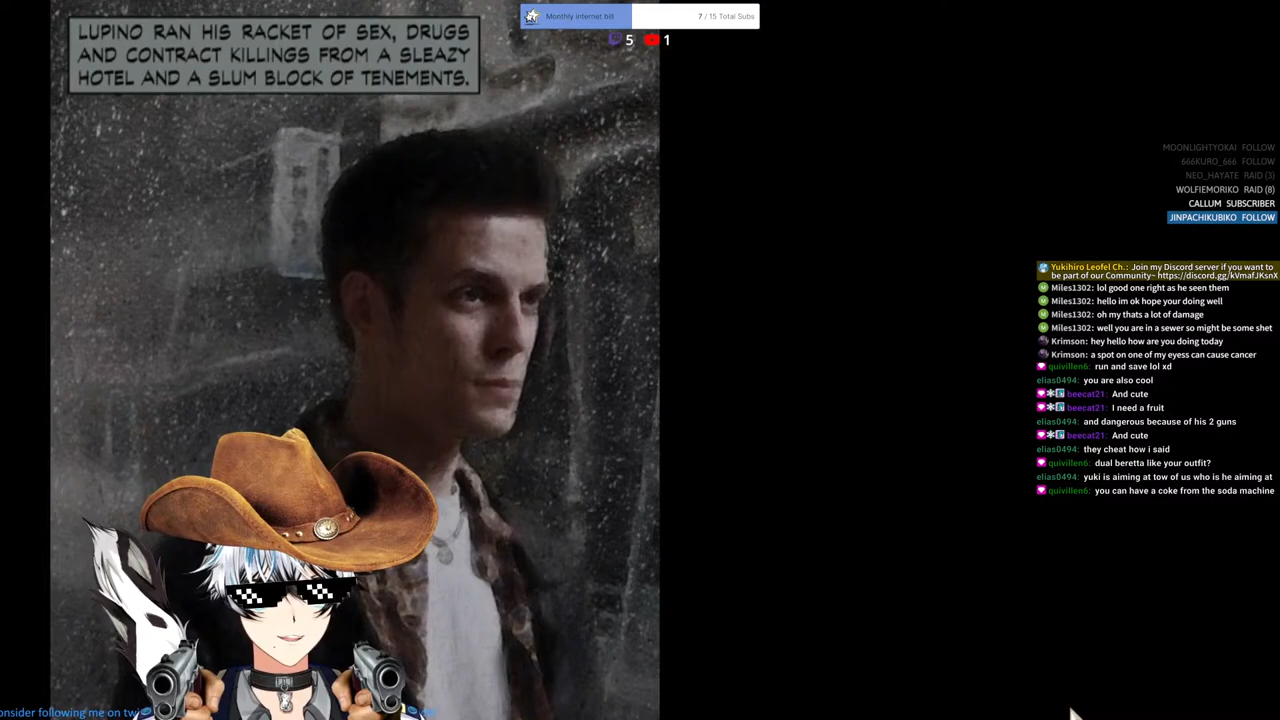 LUPINO RAN HIS RACKET OF SEX, DRUGS
AND CONTRACT KILLINGS FROM A SLEAZY
HOTEL AND A SLUM BLOCK OF TENEMENTS.
Monthly internet bill 7 / 15 Total Subs
5 1
MOONLIGHTYOKAI FOLLOW
666KURO_666 FOLLOW
NEO_HAYATE RAID (3)
WOLFIEMORIKO RAID (8)
CALLUM SUBSCRIBER
JINPACHIKUBIKO FOLLOW
Yukihiro Leofel Ch.: Join my Discord server if you want to
be part of our Community~ https://discord.gg/kVmafJKsnX
Miles1302: lol good one right as he seen them
Miles1302: hello im ok hope your doing well
Miles1302: oh my thats a lot of damage
Miles1302: well you are in a sewer so might be some shet
Krimson: hey hello how are you doing today
Krimson: a spot on one of my eyess can cause cancer
quivillen6: run and save lol xd
elias0494: you are also cool
beecat21: And cute
beecat21: I need a fruit
elias0494: and dangerous because of his 2 guns
beecat21: And cute
elias0494: they cheat how i said
quivillen6: dual beretta like your outfit?
elias0494: yuki is aiming at tow of us who is he aiming at
quivillen6: you can have a coke from the soda machine
onsider following me on twi